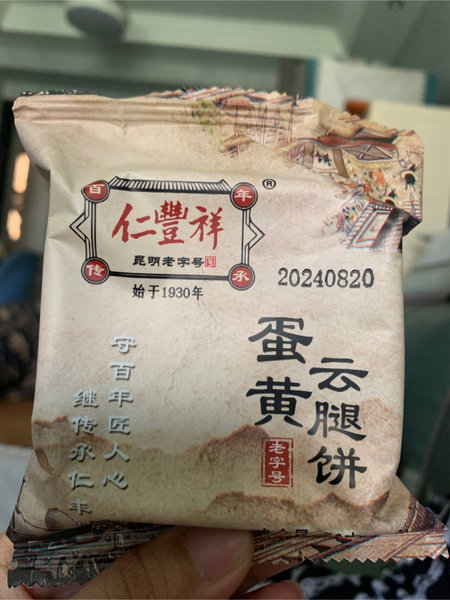 百年
仁豐祥®
昆明老字号
传承
始于1930年
20240820
蛋黄
云腿饼
老字号
守百年匠人心
继传承仁丰